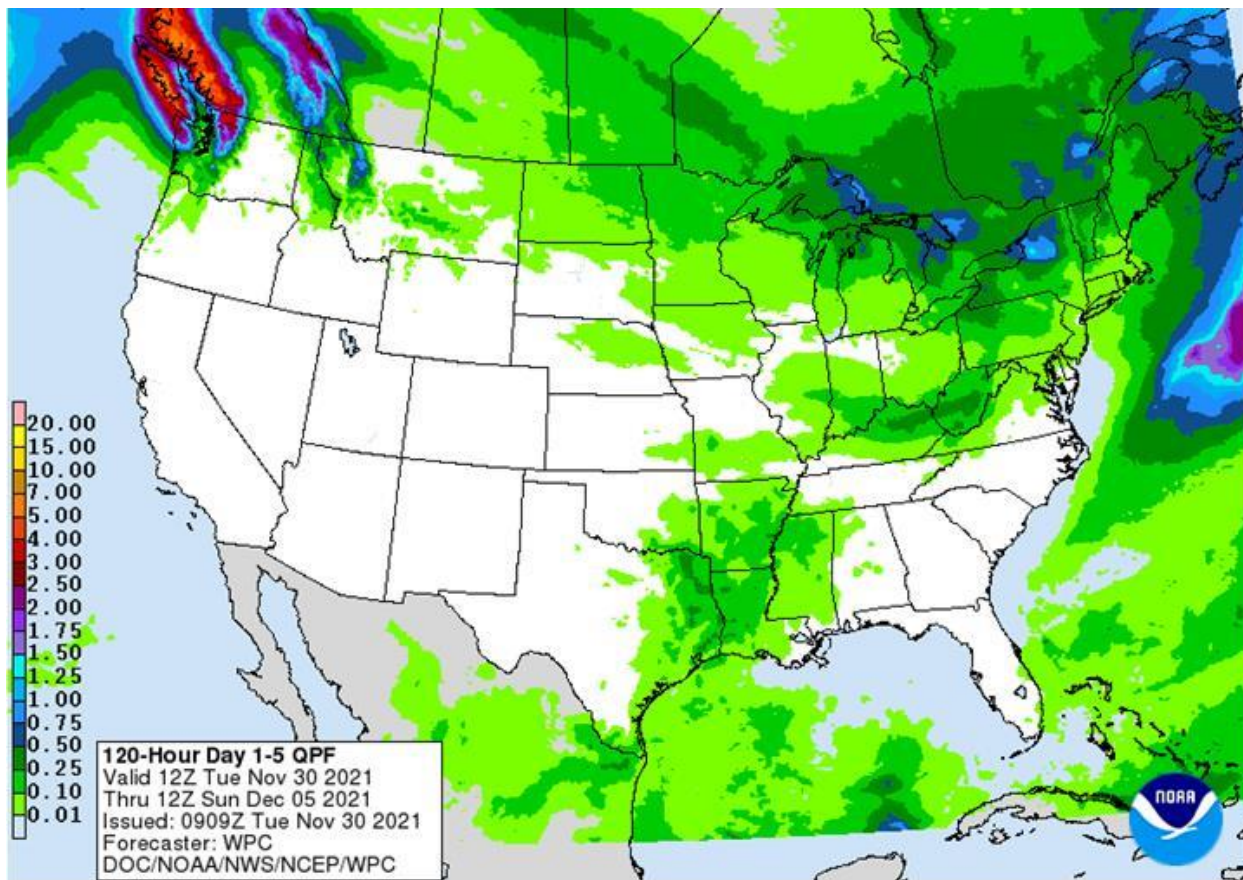 20.00
15.00
10.00
7.00
5.00
4.00
3.00
2.50
2.00
1.75
1.50
1.25
1.00
0.75
0.50
0.25
0.10
0.01
120-Hour Day 1-5 QPF
Valid 12Z Tue Nov 30 2021
Thru 12Z Sun Dec 05 2021
Issued: 0909Z Tue Nov 30 2021
Forecaster: WPC
DOC/NOAA/NWS/NCEP/WPC
NOAA